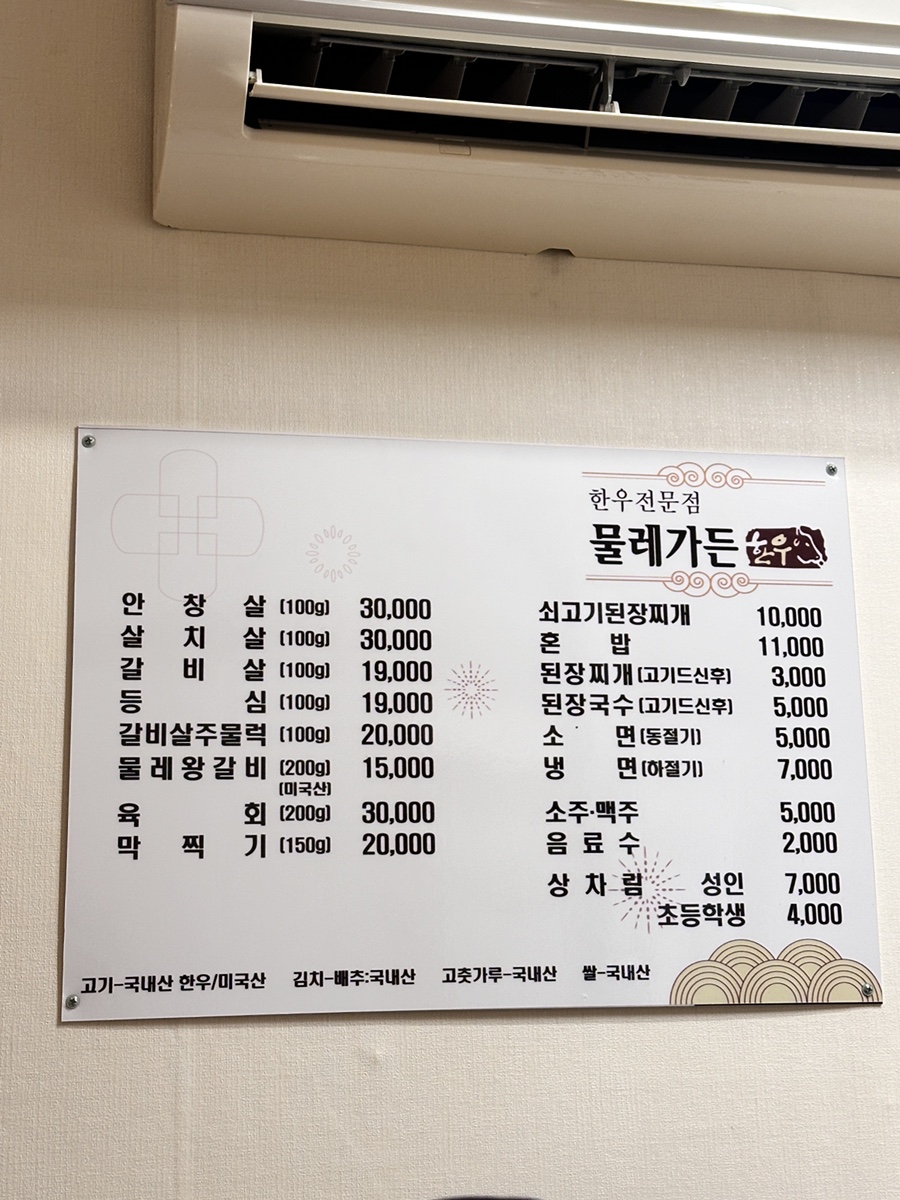 한우전문점
물레가든 한우
안창살 (100g) 30,000
살치살 (100g) 30,000
갈비살 (100g) 19,000
등심 (100g) 19,000
갈비살주물럭 (100g) 20,000
물레왕갈비 (200g) 15,000
(미국산)
육회 (200g) 30,000
막찍기 (150g) 20,000
쇠고기된장찌개 10,000
혼밥 11,000
된장찌개 (고기드신후) 3,000
된장국수 (고기드신후) 5,000
소면 (동절기) 5,000
냉면 (하절기) 7,000
소주·맥주 5,000
음료수 2,000
상차림 성인 7,000
초등학생 4,000
고기-국내산 한우/미국산 김치-배추:국내산 고춧가루-국내산 쌀-국내산